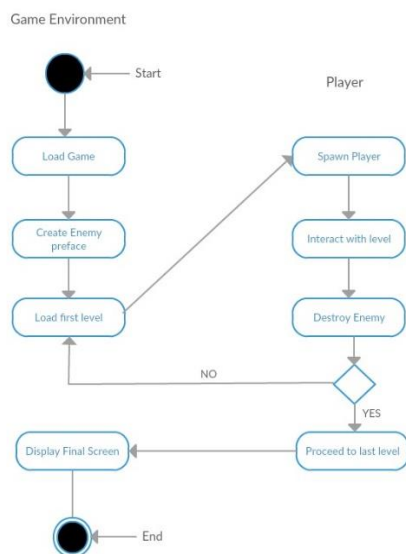 Game Environment
Start
Player
Load Game
Spawn Player
Create Enemy
preface
Interact with level
Load first level
Destroy Enemy
NO
YES
Display Final Screen
Proceed to last level
End